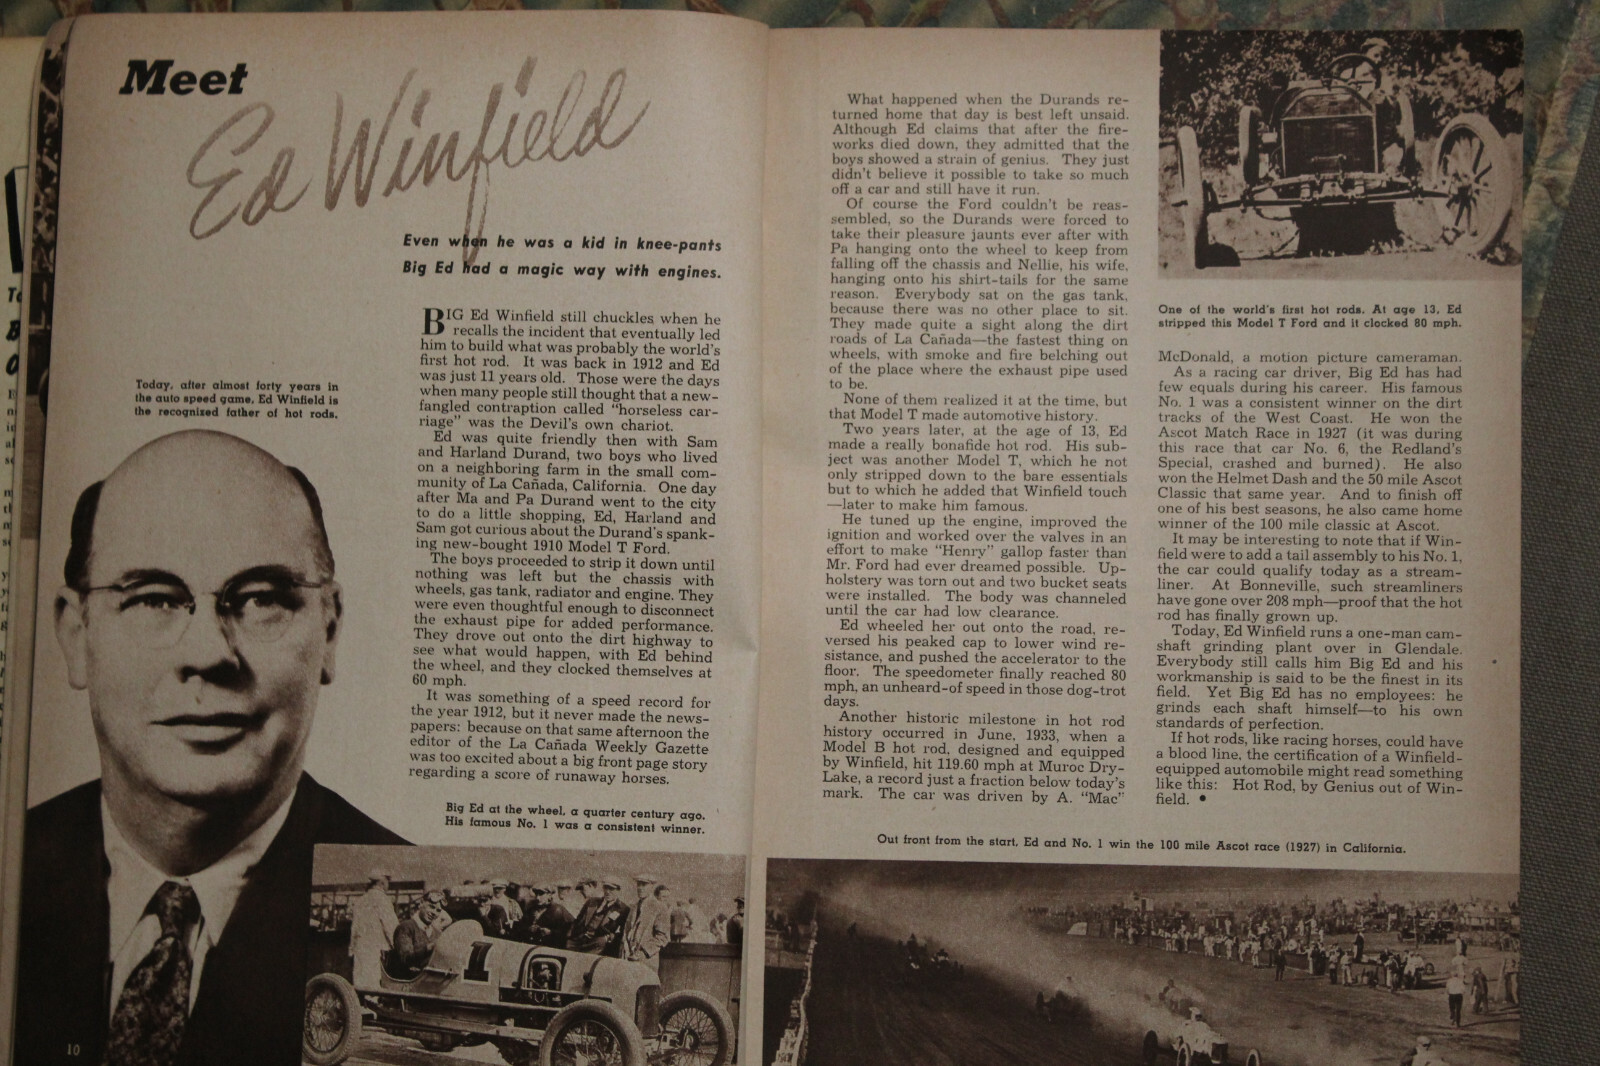 Meet
Ed Winfield
Even when he was a kid in knee-pants
Big Ed had a magic way with engines.
Today, after almost forty years in
the auto speed game, Ed Winfield is
the recognized father of hot rods.
BIG Ed Winfield still chuckles when he
recalls the incident that eventually led
him to build what was probably the world's
first hot rod. It was back in 1912 and Ed
was just 11 years old. Those were the days
when many people still thought that a new-
fangled contraption called "horseless car-
riage" was the Devil's own chariot.
Ed was quite friendly then with Sam
and Harland Durand, two boys who lived
on a neighboring farm in the small com-
munity of La Cañada, California. One day
after Ma and Pa Durand went to the city
to do a little shopping, Ed, Harland and
Sam got curious about the Durand's spank-
ing new-bought 1910 Model T Ford.
The boys proceeded to strip it down until
nothing was left but the chassis with
wheels, gas tank, radiator and engine. They
were even thoughtful enough to disconnect
the exhaust pipe for added performance.
They drove out onto the dirt highway to
see what would happen, with Ed behind
the wheel, and they clocked themselves at
60 mph.
It was something of a speed record for
the year 1912, but it never made the news-
papers: because on that same afternoon the
editor of the La Cañada Weekly Gazette
was too excited about a big front page story
regarding a score of runaway horses.
Big Ed at the wheel, a quarter century ago.
His famous No. 1 was a consistent winner.
1
10
What happened when the Durands re-
turned home that day is best left unsaid.
Although Ed claims that after the fire-
works died down, they admitted that the
boys showed a strain of genius. They just
didn't believe it possible to take so much
off a car and still have it run.
Of course the Ford couldn't be reas-
sembled, so the Durands were forced to
take their pleasure jaunts ever after with
Pa hanging onto the wheel to keep from
falling off the chassis and Nellie, his wife,
hanging onto his shirt-tails for the same
reason. Everybody sat on the gas tank,
because there was no other place to sit.
They made quite a sight along the dirt
roads of La Cañada—the fastest thing on
wheels, with smoke and fire belching out
of the place where the exhaust pipe used
to be.
None of them realized it at the time, but
that Model T made automotive history.
Two years later, at the age of 13, Ed
made a really bonafide hot rod. His sub-
ject was another Model T, which he not
only stripped down to the bare essentials
but to which he added that Winfield touch
—later to make him famous.
He tuned up the engine, improved the
ignition and worked over the valves in an
effort to make "Henry" gallop faster than
Mr. Ford had ever dreamed possible. Up-
holstery was torn out and two bucket seats
were installed. The body was channeled
until the car had low clearance.
Ed wheeled her out onto the road, re-
versed his peaked cap to lower wind re-
sistance, and pushed the accelerator to the
floor. The speedometer finally reached 80
mph, an unheard-of speed in those dog-trot
days.
Another historic milestone in hot rod
history occurred in June, 1933, when a
Model B hot rod, designed and equipped
by Winfield, hit 119.60 mph at Muroc Dry-
Lake, a record just a fraction below today's
mark. The car was driven by A. "Mac"
One of the world's first hot rods. At age 13, Ed
stripped this Model T Ford and it clocked 80 mph.
McDonald, a motion picture cameraman.
As a racing car driver, Big Ed has had
few equals during his career. His famous
No. 1 was a consistent winner on the dirt
tracks of the West Coast. He won the
Ascot Match Race in 1927 (it was during
this race that car No. 6, the Redland's
Special, crashed and burned). He also
won the Helmet Dash and the 50 mile Ascot
Classic that same year. And to finish off
one of his best seasons, he also came home
winner of the 100 mile classic at Ascot.
It may be interesting to note that if Win-
field were to add a tail assembly to his No. 1,
the car could qualify today as a stream-
liner. At Bonneville, such streamliners
have gone over 208 mph—proof that the hot
rod has finally grown up.
Today, Ed Winfield runs a one-man cam-
shaft grinding plant over in Glendale.
Everybody still calls him Big Ed and his
workmanship is said to be the finest in its
field. Yet Big Ed has no employees: he
grinds each shaft himself—to his own
standards of perfection.
If hot rods, like racing horses, could have
a blood line, the certification of a Winfield-
equipped automobile might read something
like this: Hot Rod, by Genius out of Win-
field. •
Out front from the start, Ed and No. 1 win the 100 mile Ascot race (1927) in California.